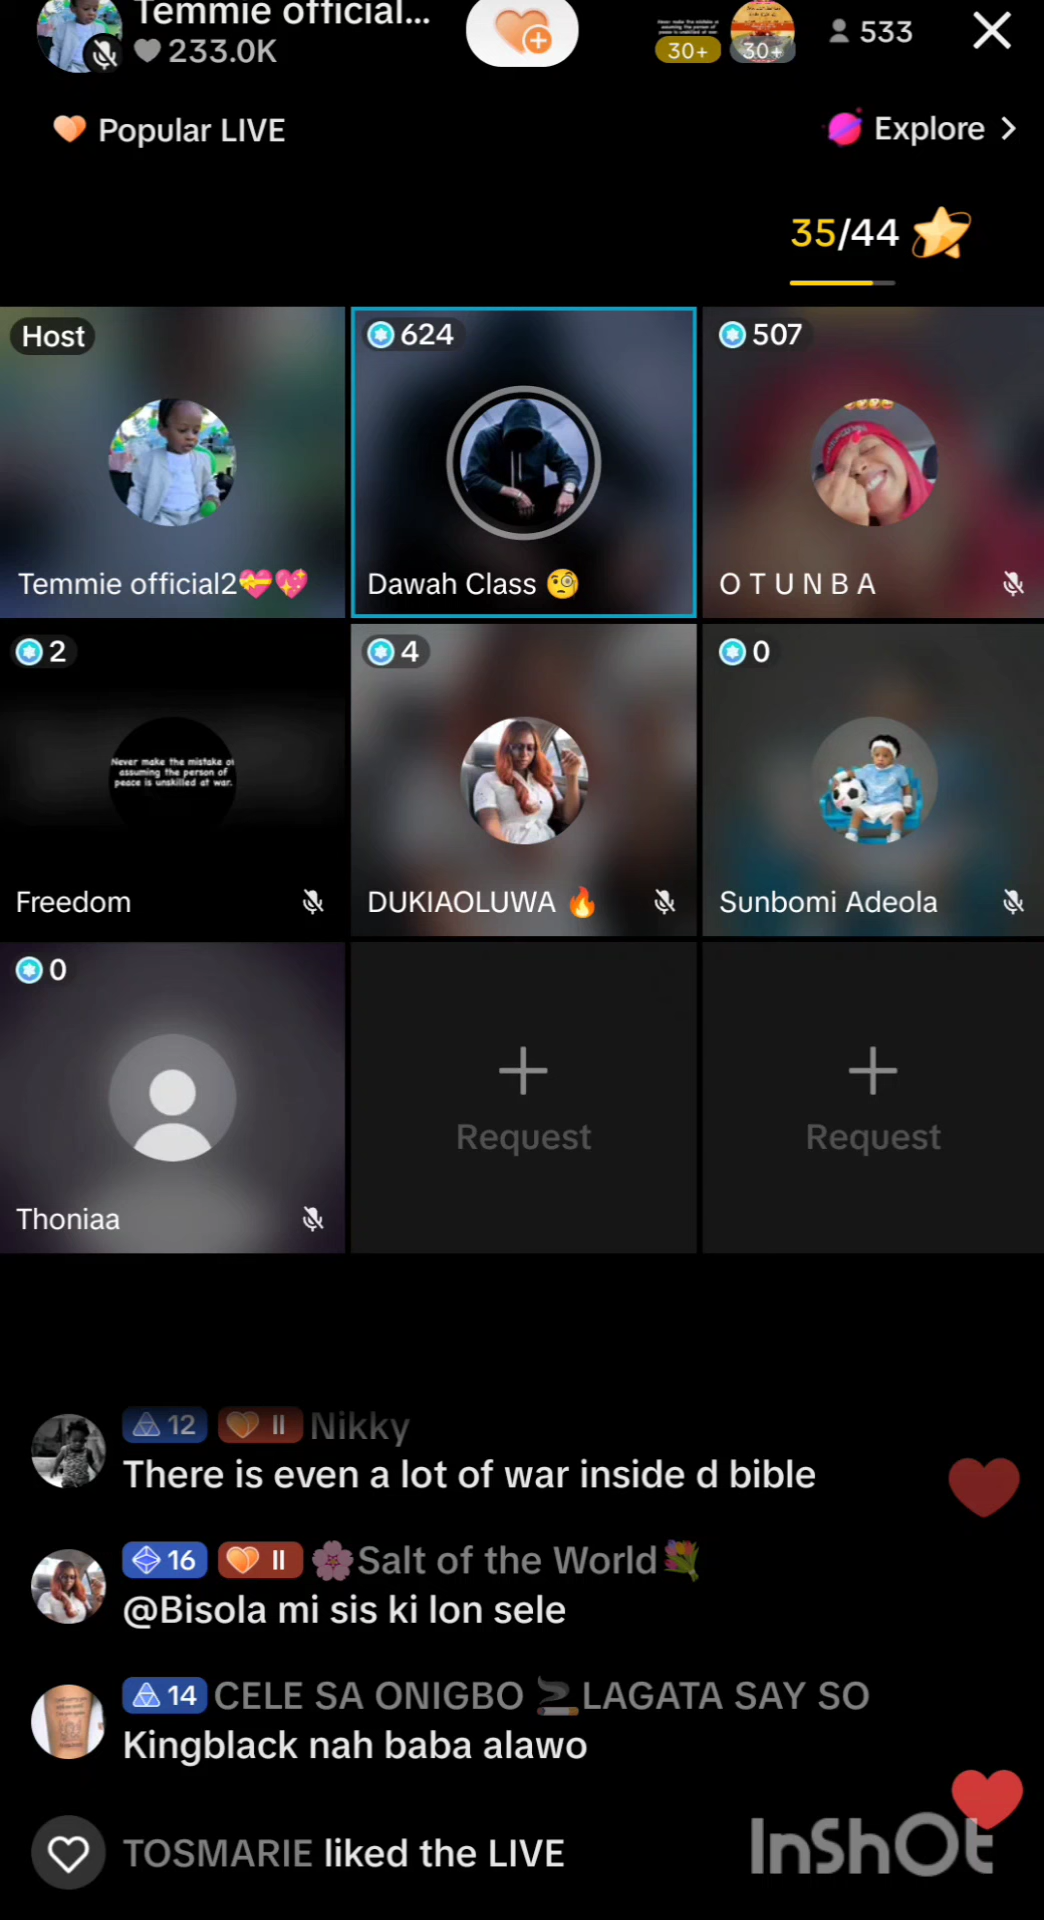 Temmie official...
233.0K
30+
30+
533
Popular LIVE
Explore
35/44
Host
624
507
Temmie official2💝💖
Dawah Class 🧐
O T U N B A
2
4
0
Never make the mistake of
assuming the person of
peace is unskilled at war.
Freedom
DUKIAOLUWA 🔥
Sunbomi Adeola
0
Request
Request
Thoniaa
12 II Nikky
There is even a lot of war inside d bible
16 II 🌸Salt of the World💐
@Bisola mi sis ki lon sele
14 CELE SA ONIGBO 🚬LAGATA SAY SO
Kingblack nah baba alawo
TOSMARIE liked the LIVE
InShOt